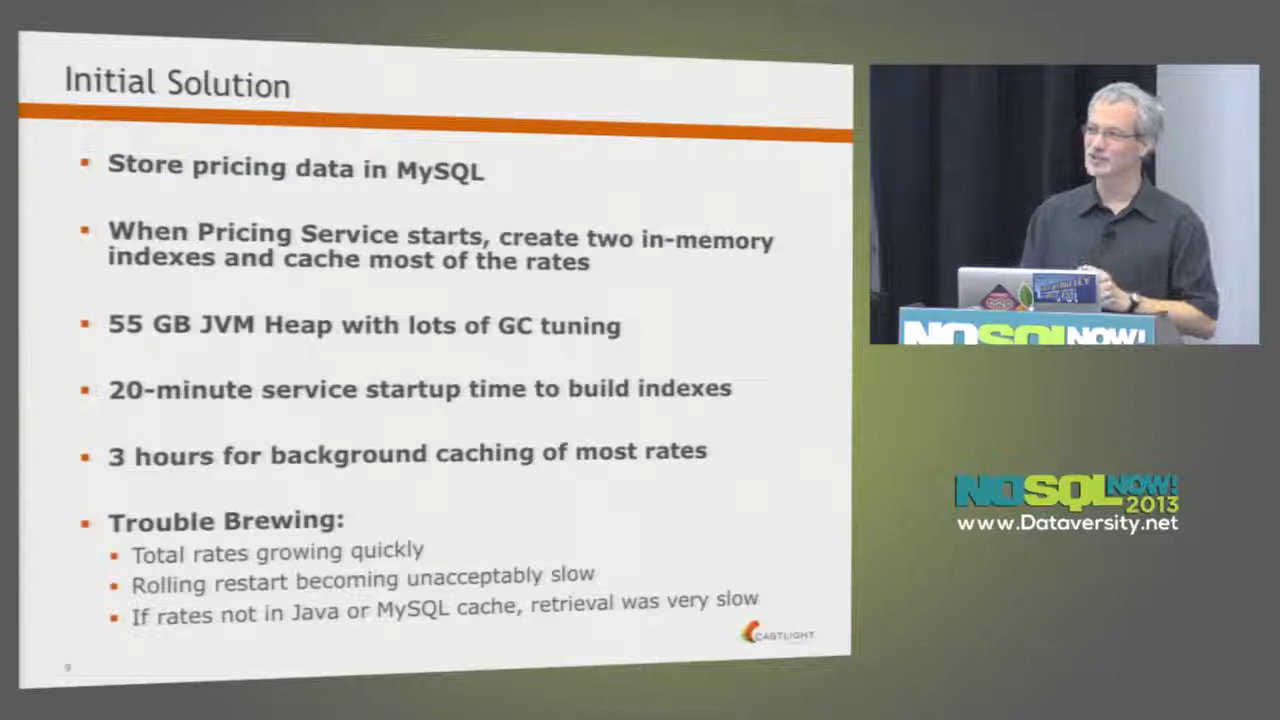 Initial Solution
Store pricing data in MySQL
When Pricing Service starts, create two in-memory
indexes and cache most of the rates
55 GB JVM Heap with lots of GC tuning
20-minute service startup time to build indexes
3 hours for background caching of most rates
Trouble Brewing:
Total rates growing quickly
Rolling restart becoming unacceptably slow
If rates not in Java or MySQL cache, retrieval was very slow
CASTLIGHT
9
NOSQL NOW!
NOSQL NOW!
2013
www.Dataversity.net